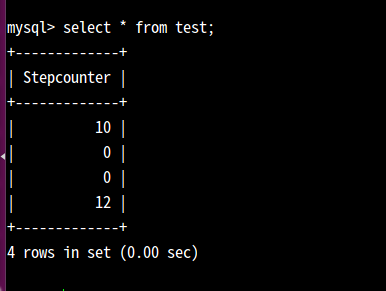 mysql> select * from test;
+-------------+
| Stepcounter |
+-------------+
|          10 |
|           0 |
|           0 |
|          12 |
+-------------+
4 rows in set (0.00 sec)